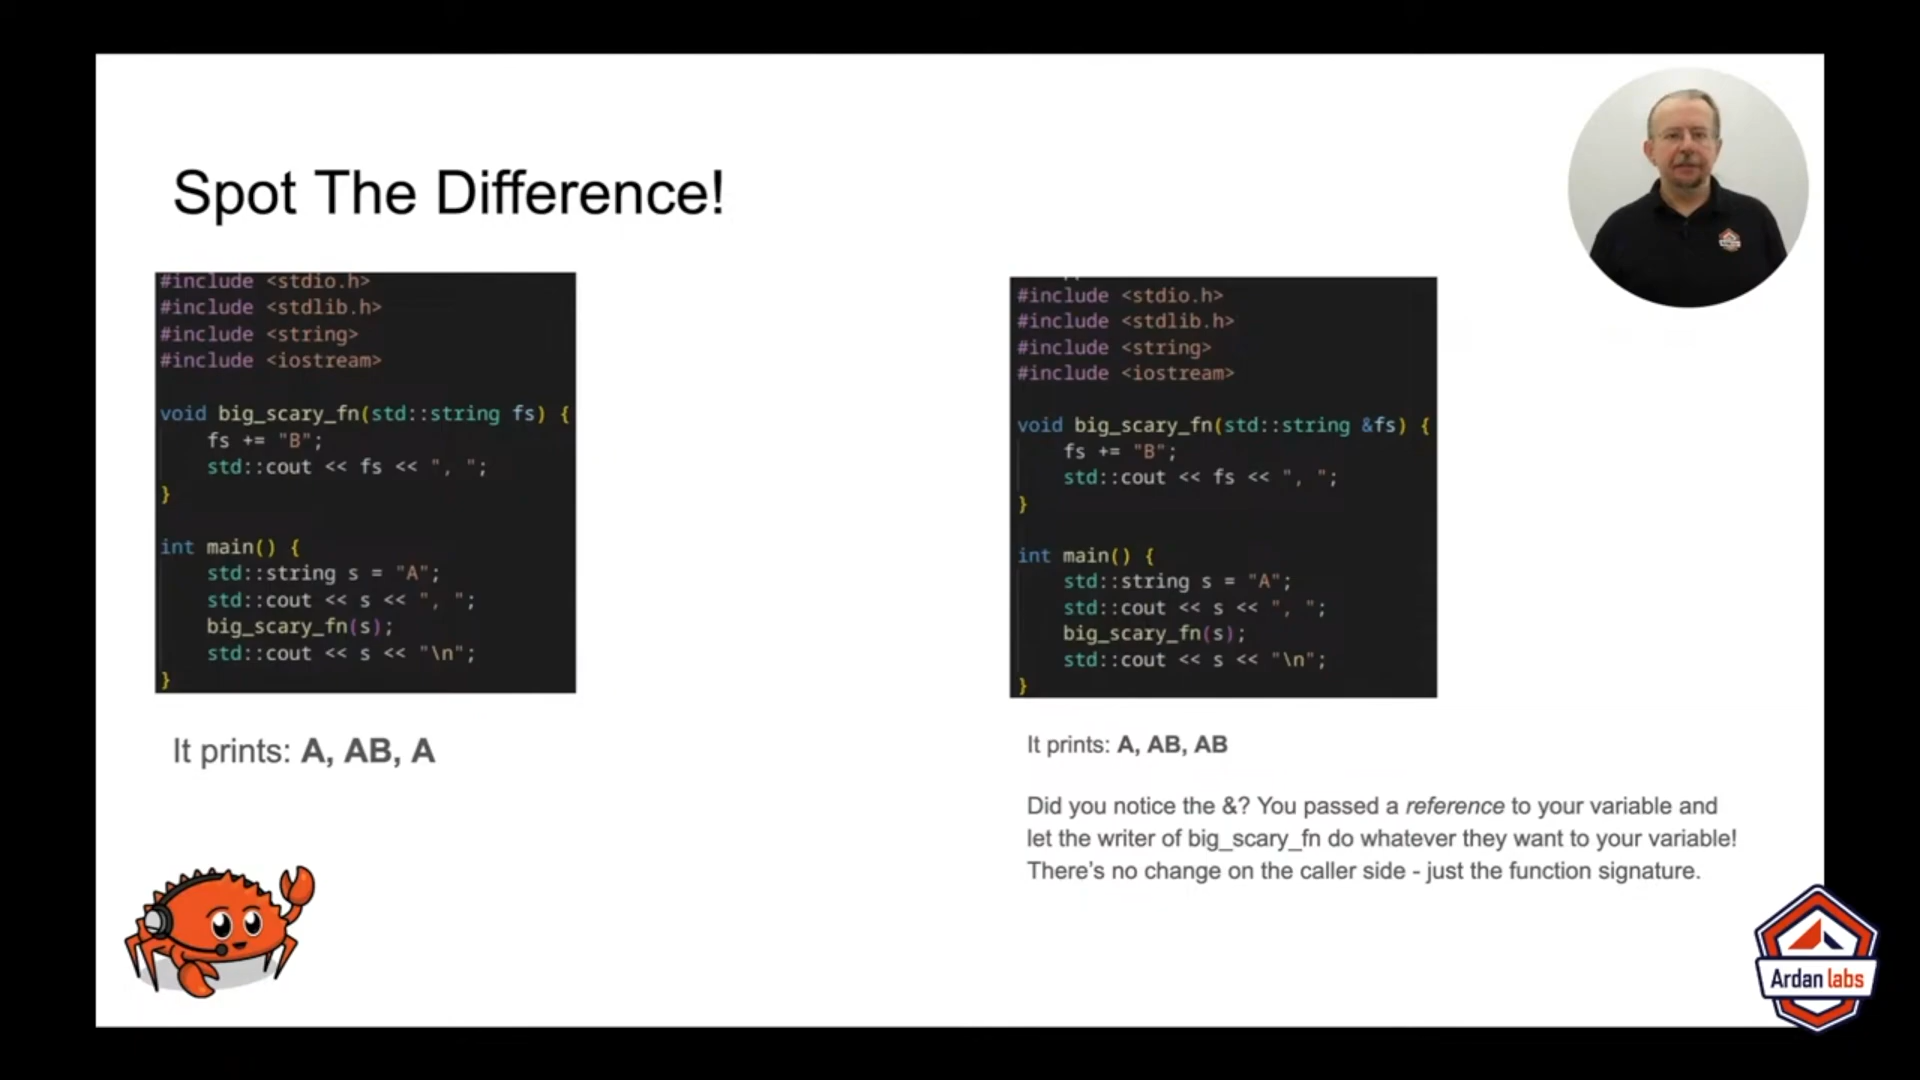 Spot The Difference!
#include <stdio.h>
#include <stdlib.h>
#include <string>
#include <iostream>
void big_scary_fn(std::string fs) {
    fs += "B";
    std::cout << fs << ", ";
}
int main() {
    std::string s = "A";
    std::cout << s << ", ";
    big_scary_fn(s);
    std::cout << s << "\n";
}
It prints: A, AB, A
#include <stdio.h>
#include <stdlib.h>
#include <string>
#include <iostream>
void big_scary_fn(std::string &fs) {
    fs += "B";
    std::cout << fs << ", ";
}
int main() {
    std::string s = "A";
    std::cout << s << ", ";
    big_scary_fn(s);
    std::cout << s << "\n";
}
It prints: A, AB, AB
Did you notice the &? You passed a reference to your variable and
let the writer of big_scary_fn do whatever they want to your variable!
There's no change on the caller side - just the function signature.
Ardan labs